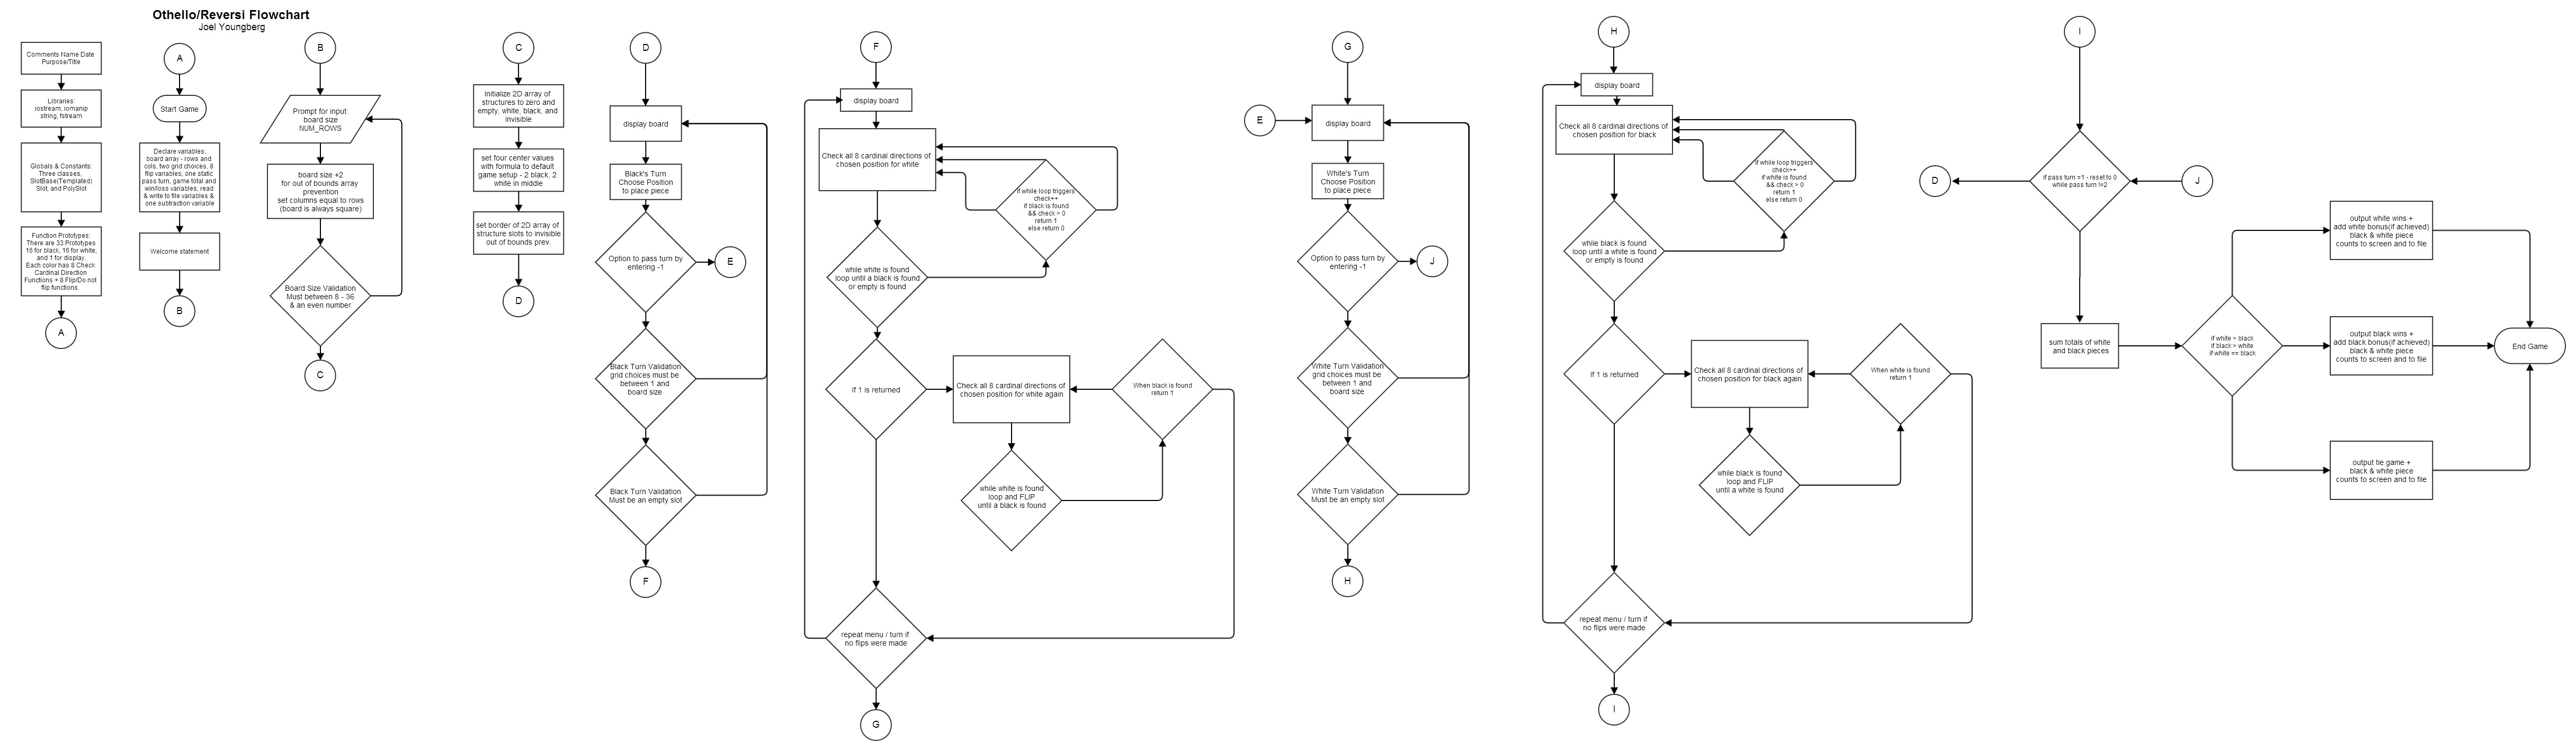 Othello/Reversi Flowchart
Joel Youngberg
Comments Name Date
Purpose/Title
Libraries:
iostream, iomanip
string, fstream
Globals & Constants:
Three classes,
SlotBase(Templated)
Slot, and PolySlot
Function Prototypes:
There are 33 Prototypes
16 for black, 16 for white,
and 1 for display.
Each color has 8 Check
Cardinal Direction
Functions + 8 Flip/Do not
flip functions.
A
A
Start Game
Declare variables:
board array - rows and
cols, two grid choices, 8
flip variables, one static
pass turn, game total and
win/loss variables, read
& write to file variables &
one subtraction variable
Welcome statement
B
B
Prompt for input:
board size
NUM_ROWS
board size +2
for out of bounds array
prevention
set columns equal to rows
(board is always square)
Board Size Validation
Must between 8 - 36
& an even number
C
C
Initialize 2D array of
structures to zero and
empty, white, black, and
invisible
set four center values
with formula to default
game setup - 2 black, 2
white in middle
set border of 2D array of
structure slots to invisible
out of bounds prev.
D
D
display board
Black's Turn
Choose Position
to place piece
Option to pass turn by
entering -1
E
Black Turn Validation
grid choices must be
between 1 and
board size
Black Turn Validation
Must be an empty slot
F
F
display board
Check all 8 cardinal directions of
chosen position for white
if while loop triggers
check++
if black is found
&& check > 0
return 1
else return 0
while white is found
loop until a black is found
or empty is found
If 1 is returned
Check all 8 cardinal directions of
chosen position for white again
When black is found
return 1
while white is found
loop and FLIP
until a black is found
repeat menu / turn if
no flips were made
G
G
E
display board
White's Turn
Choose Position
to place piece
Option to pass turn by
entering -1
J
White Turn Validation
grid choices must be
between 1 and
board size
White Turn Validation
Must be an empty slot
H
H
display board
Check all 8 cardinal directions of
chosen position for black
if while loop triggers
check++
if white is found
&& check > 0
return 1
else return 0
while black is found
loop until a white is found
or empty is found
If 1 is returned
Check all 8 cardinal directions of
chosen position for black again
When white is found
return 1
while black is found
loop and FLIP
until a white is found
repeat menu / turn if
no flips were made
I
I
D
if pass turn =1 - reset to 0
while pass turn !=2
J
sum totals of white
and black pieces
if white > black
if black > white
if white == black
output white wins +
add white bonus(if achieved)
black & white piece
counts to screen and to file
output black wins +
add black bonus(if achieved)
black & white piece
counts to screen and to file
output tie game +
black & white piece
counts to screen and to file
End Game